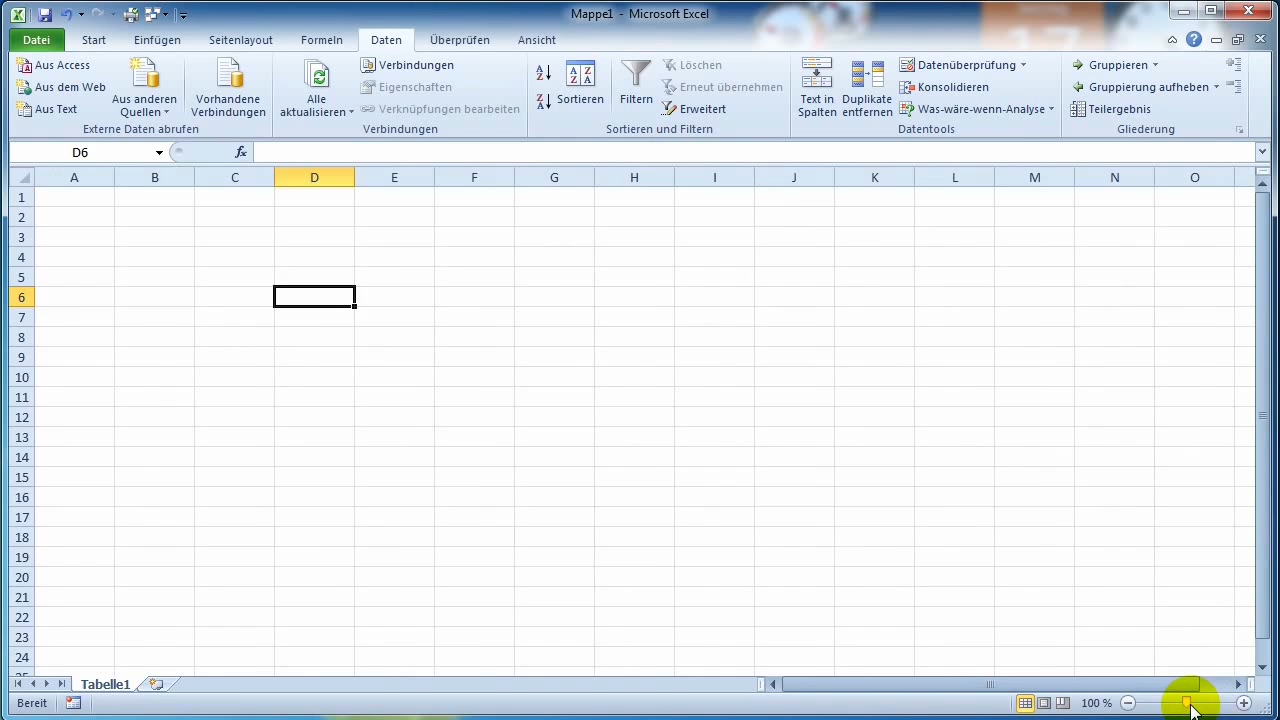 Mappe1 - Microsoft Excel
Datei Start Einfügen Seitenlayout Formeln Daten Überprüfen Ansicht
Aus Access
Aus dem Web
Aus Text
Aus anderen
Quellen
Vorhandene
Verbindungen
Externe Daten abrufen
Alle
aktualisieren
Verbindungen
Eigenschaften
Verknüpfungen bearbeiten
Verbindungen
Sortieren
Filtern
Löschen
Erneut übernehmen
Erweitert
Sortieren und Filtern
Text in
Spalten
Duplikate
entfernen
Datenüberprüfung
Konsolidieren
Was-wäre-wenn-Analyse
Datentools
Gruppieren
Gruppierung aufheben
Teilergebnis
Gliederung
D6 fx
A B C D E F G H I J K L M N O
1
2
3
4
5
6
7
8
9
10
11
12
13
14
15
16
17
18
19
20
21
22
23
24
25
Tabelle1
Bereit 100 %